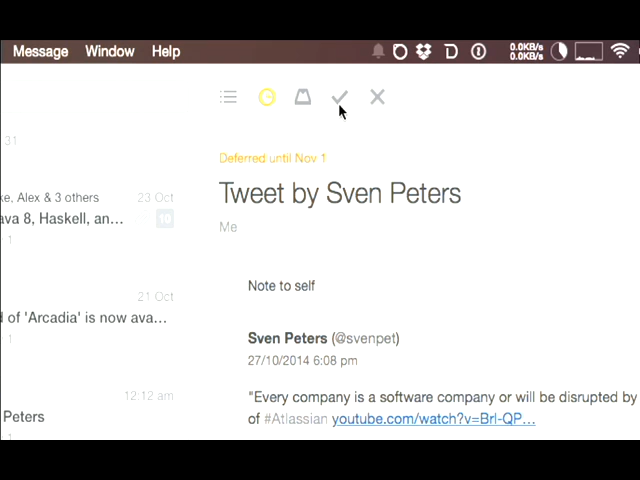 Message Window Help
0.0KB/s
0.0KB/s
31
Deferred until Nov 1
Tweet by Sven Peters
Me
ke, Alex & 3 others 23 Oct
ava 8, Haskell, an... 10
1
Note to self
21 Oct
d of 'Arcadia' is now ava...
1
Sven Peters (@svenpet)
27/10/2014 6:08 pm
12:12 am
Peters
1
"Every company is a software company or will be disrupted by
of #Atlassian youtube.com/watch?v=BrI-QP...